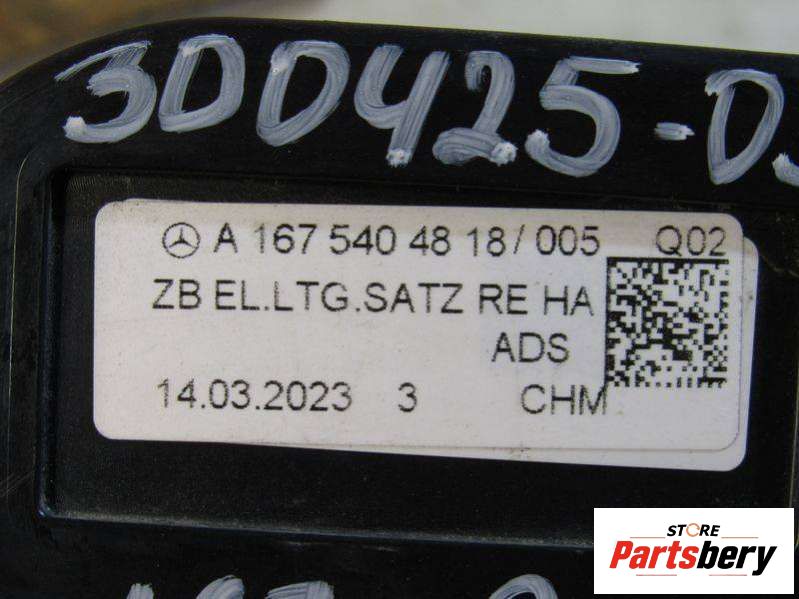 300425-0
A 167 540 48 18/ 005 Q02
ZB EL.LTG.SATZ RE HA
ADS
14.03.2023 3 CHM
STORE
Partsbery